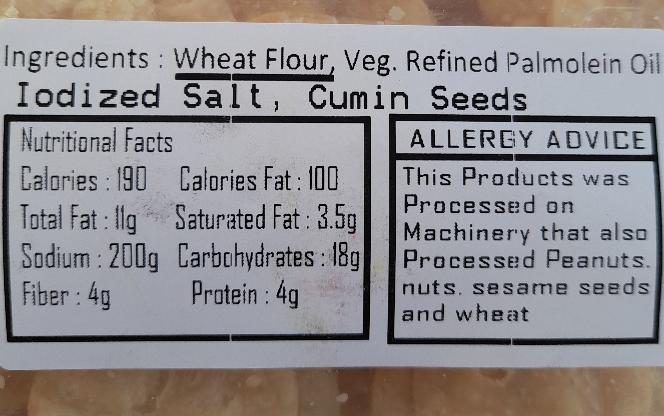 Ingredients : Wheat Flour, Veg. Refined Palmolein Oil
Iodized Salt, Cumin Seeds
Nutritional Facts
Calories : 190 Calories Fat : 100
Total Fat : 11g Saturated Fat : 3.5g
Sodium : 200g Carbohydrates : 18g
Fiber : 4g Protein : 4g
ALLERGY ADVICE
This Products was
Processed on
Machinery that also
Processed Peanuts.
nuts. sesame seeds
and wheat